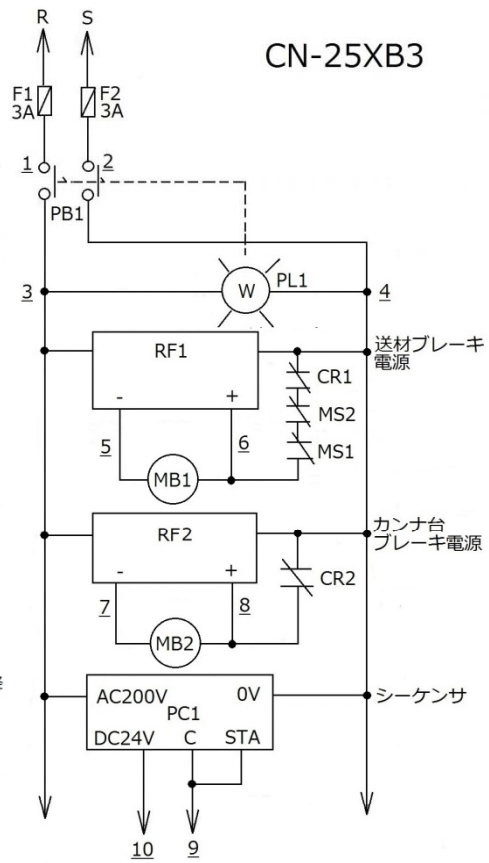 R S
CN-25XB3
F1 F2
3A 3A
1 2
PB1
3 W PL1 4
RF1 送材ブレーキ
電源
CR1
- + MS2
5 6 MS1
MB1
RF2 カンナ台
ブレーキ電源
- + CR2
7 8
MB2
AC200V 0V シーケンサ
PC1
DC24V C STA
10 9